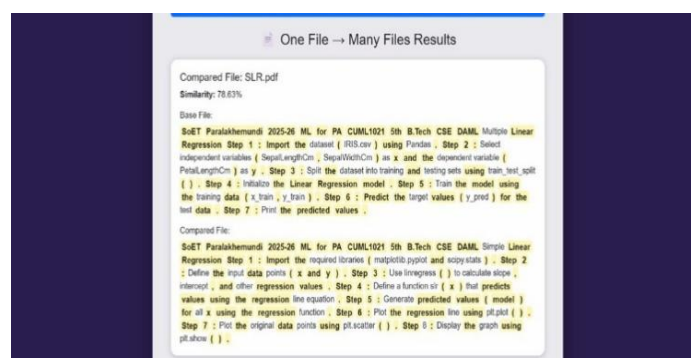 One File → Many Files Results
Compared File: SLR.pdf
Similarity: 78.63%
Base File:
SoET Paralakhemundi 2025-26 ML for PA CUML1021 5th B.Tech CSE DAML Multiple Linear
Regression Step 1 : Import the dataset ( IRIS.csv ) using Pandas . Step 2 : Select
independent variables ( SepalLengthCm , SepalWidthCm ) as x and the dependent variable (
PetalLengthCm ) as y . Step 3 : Split the dataset into training and testing sets using train_test_split
( ) . Step 4 : Initialize the Linear Regression model . Step 5 : Train the model using
the training data ( x_train , y_train ) . Step 6 : Predict the target values ( y_pred ) for the
test data . Step 7 : Print the predicted values .
Compared File:
SoET Paralakhemundi 2025-26 ML for PA CUML1021 5th B.Tech CSE DAML Simple Linear
Regression Step 1 : Import the required libraries ( matplotlib.pyplot and scipy.stats ) . Step 2
: Define the input data points ( x and y ) . Step 3 : Use linregress ( ) to calculate slope ,
intercept , and other regression values . Step 4 : Define a function slr ( x ) that predicts
values using the regression line equation . Step 5 : Generate predicted values ( model )
for all x using the regression function . Step 6 : Plot the regression line using plt.plot ( ) .
Step 7 : Plot the original data points using plt.scatter ( ) . Step 8 : Display the graph using
plt.show ( ) .